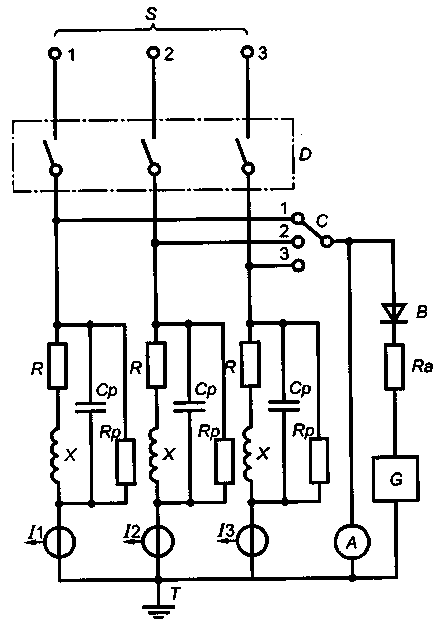 S
1 2 3
D
1 C
2
3
B
R Cp R Cp R Cp Ra
X Rp X Rp X Rp
G
I1 I2 I3 A
T